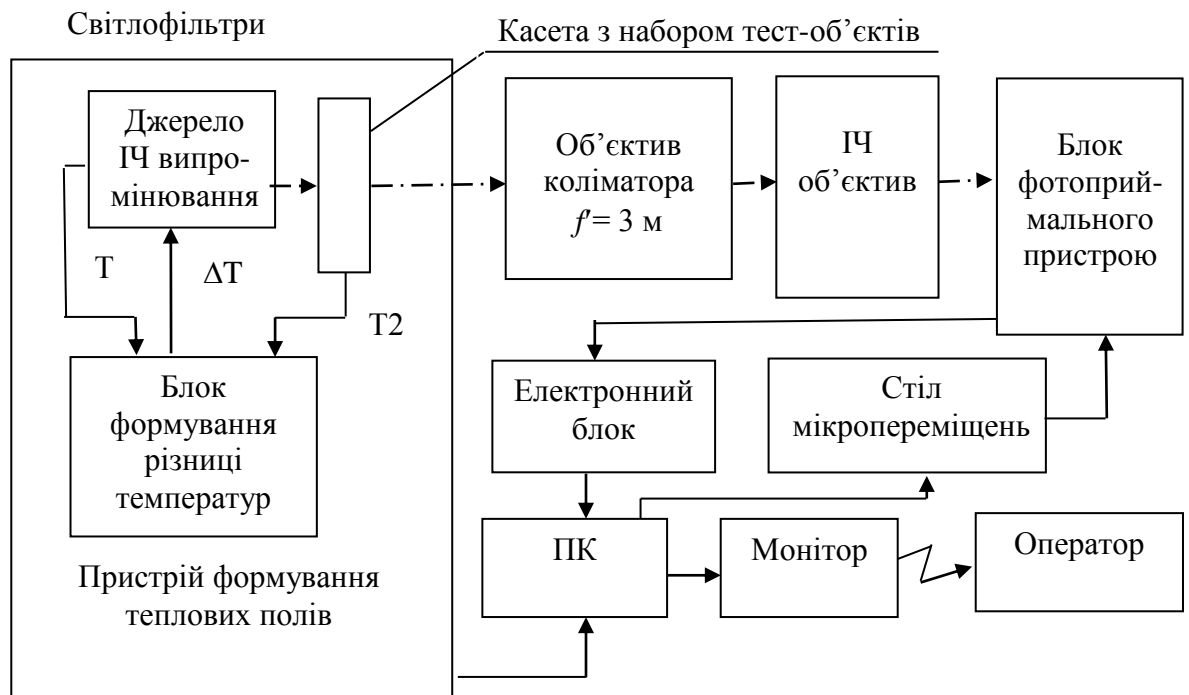 Світлофільтри
Касета з набором тест-об’єктів
Джерело
ІЧ випро-
мінювання
Об’єктив
коліматора
f′= 3 м
ІЧ
об’єктив
Блок
фотоприй-
мального
пристрою
T
ΔT
T2
Блок
формування
різниці
температур
Електронний
блок
Стіл
мікропереміщень
ПК
Монітор
Оператор
Пристрій формування
теплових полів